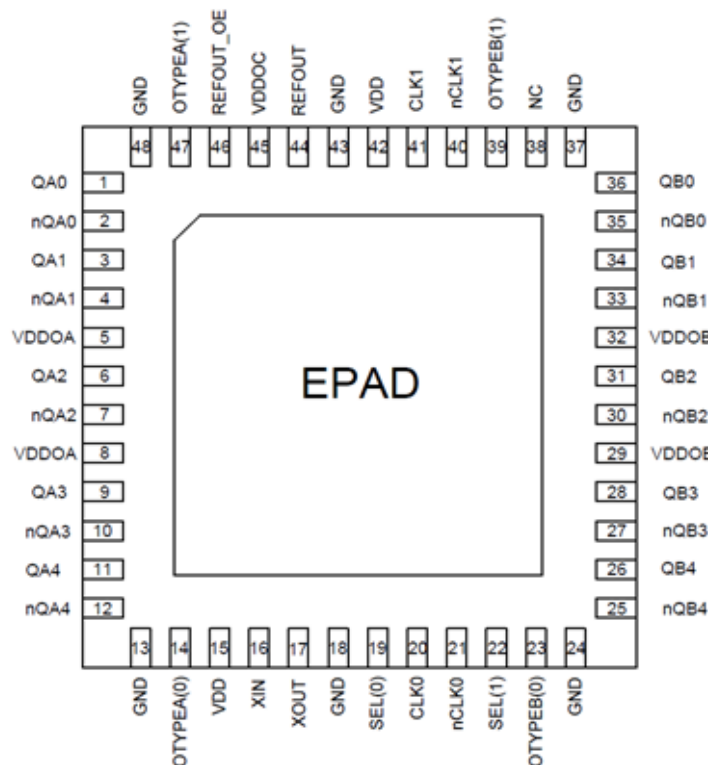 GND OTYPEA(1) REFOUT_OE VDDOC REFOUT GND VDD CLK1 nCLK1 OTYPEB(1) NC GND
48 47 46 45 44 43 42 41 40 39 38 37
QA0 1 36 QB0
nQA0 2 35 nQB0
QA1 3 34 QB1
nQA1 4 33 nQB1
VDDOA 5 32 VDDOB
QA2 6 31 QB2
EPAD
nQA2 7 30 nQB2
VDDOA 8 29 VDDOB
QA3 9 28 QB3
nQA3 10 27 nQB3
QA4 11 26 QB4
nQA4 12 25 nQB4
13 14 15 16 17 18 19 20 21 22 23 24
GND OTYPEA(0) VDD XIN XOUT GND SEL(0) CLK0 nCLK0 SEL(1) OTYPEB(0) GND